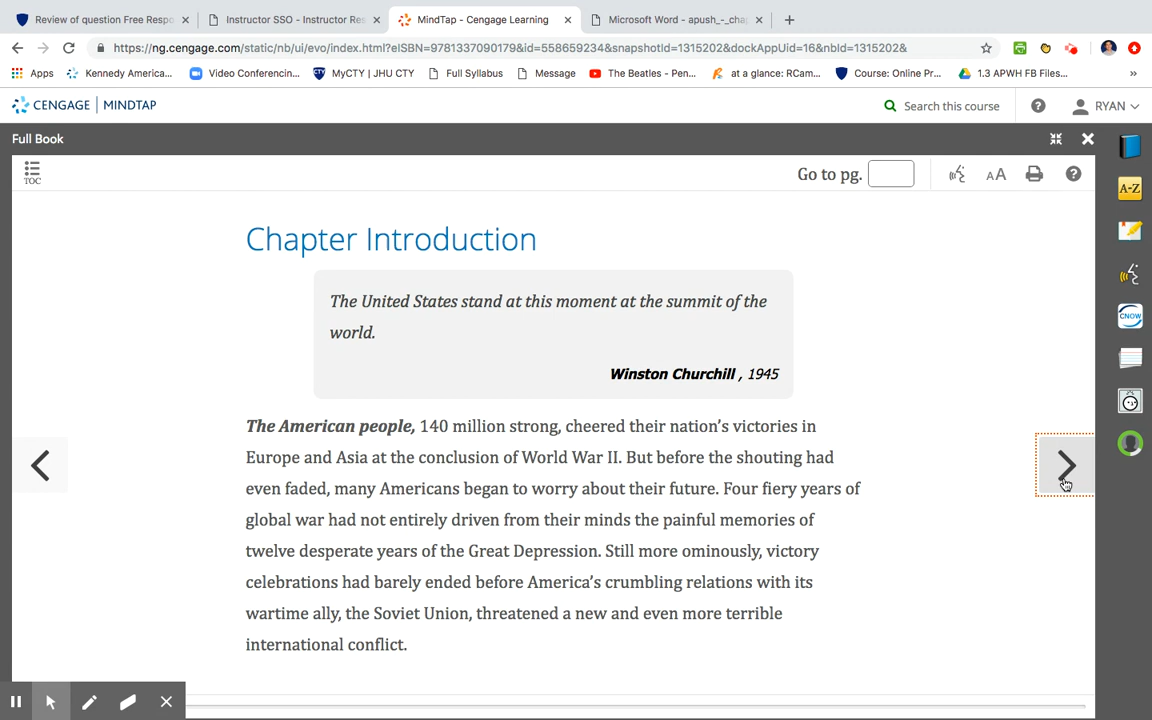 Review of question Free Respo
Instructor SSO - Instructor Res
MindTap - Cengage Learning
Microsoft Word - apush_-_cha
https://ng.cengage.com/static/nb/ui/evo/index.html?eISBN=9781337090179&id=558659234&snapshotId=1315202&dockAppUid=16&nbId=1315202&
Apps
Kennedy America...
Video Conferencin...
CTY
MyCTY | JHU CTY
Full Syllabus
Message
The Beatles - Pen...
at a glance: RCam...
Course: Online Pr...
1.3 APWH FB Files...
»
CENGAGE | MINDTAP
Search this course
?
RYAN
Full Book
TOC
Go to pg.
AA
?
A-Z
CNOW
Chapter Introduction
The United States stand at this moment at the summit of the
world.
Winston Churchill , 1945
The American people, 140 million strong, cheered their nation's victories in
Europe and Asia at the conclusion of World War II. But before the shouting had
even faded, many Americans began to worry about their future. Four fiery years of
global war had not entirely driven from their minds the painful memories of
twelve desperate years of the Great Depression. Still more ominously, victory
celebrations had barely ended before America's crumbling relations with its
wartime ally, the Soviet Union, threatened a new and even more terrible
international conflict.